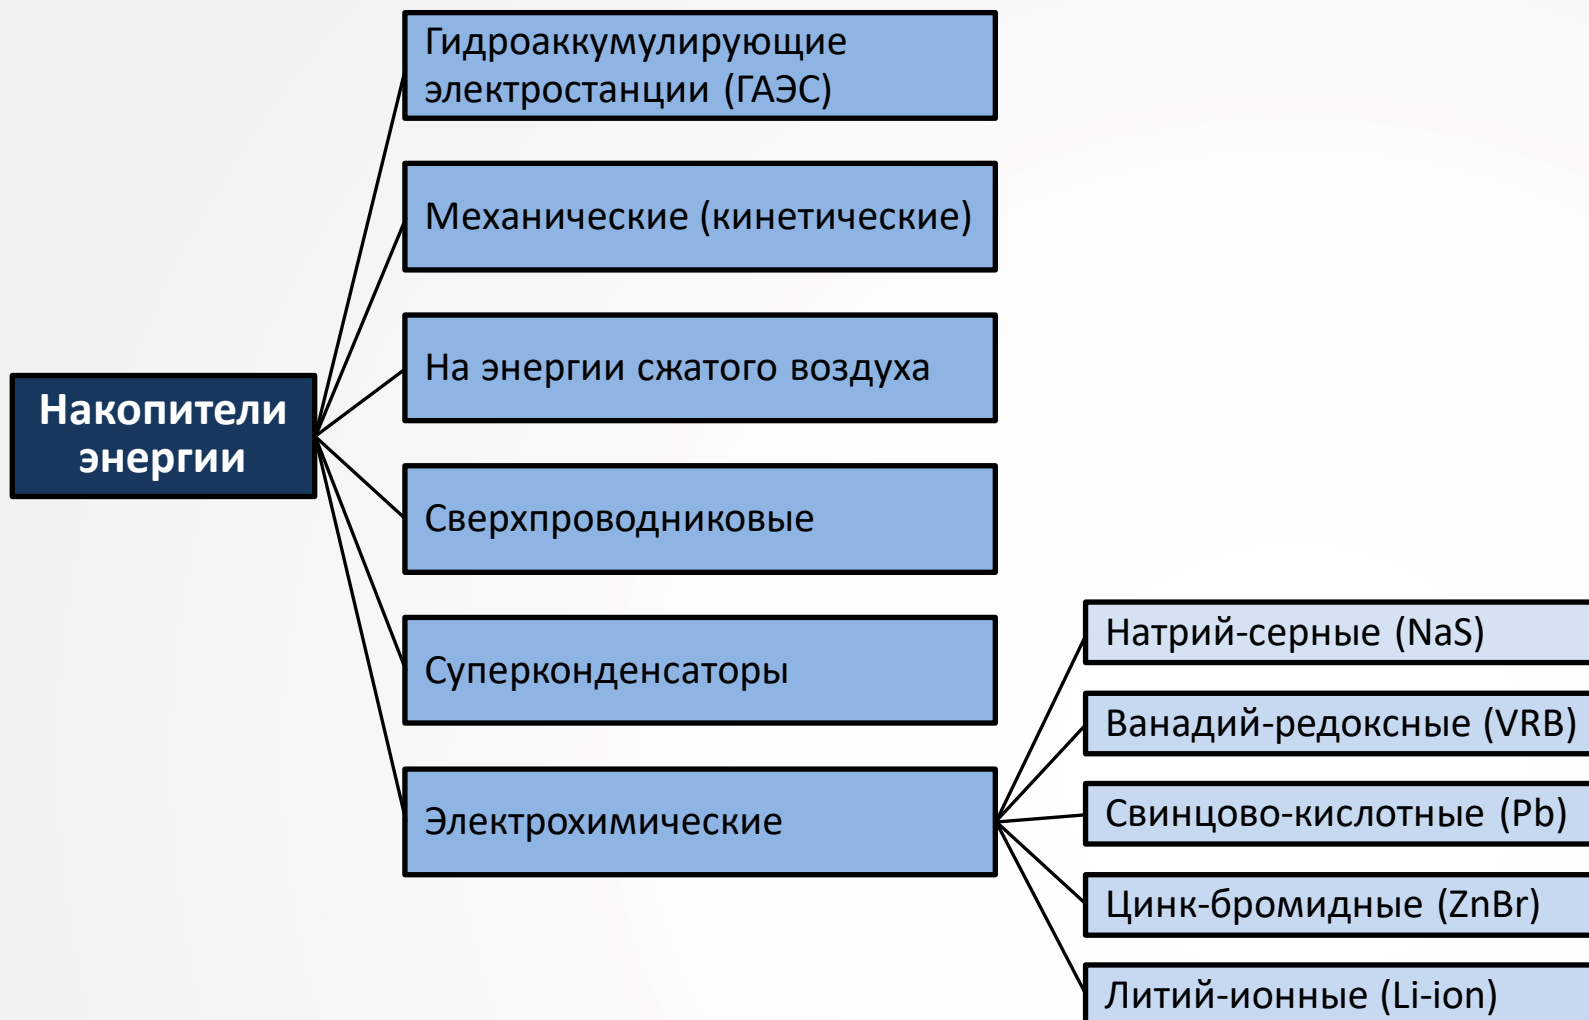 Гидроаккумулирующие
электростанции (ГАЭС)
Механические (кинетические)
На энергии сжатого воздуха
Накопители
энергии
Сверхпроводниковые
Суперконденсаторы
Электрохимические
Натрий-серные (NaS)
Ванадий-редоксные (VRB)
Свинцово-кислотные (Pb)
Цинк-бромидные (ZnBr)
Литий-ионные (Li-ion)